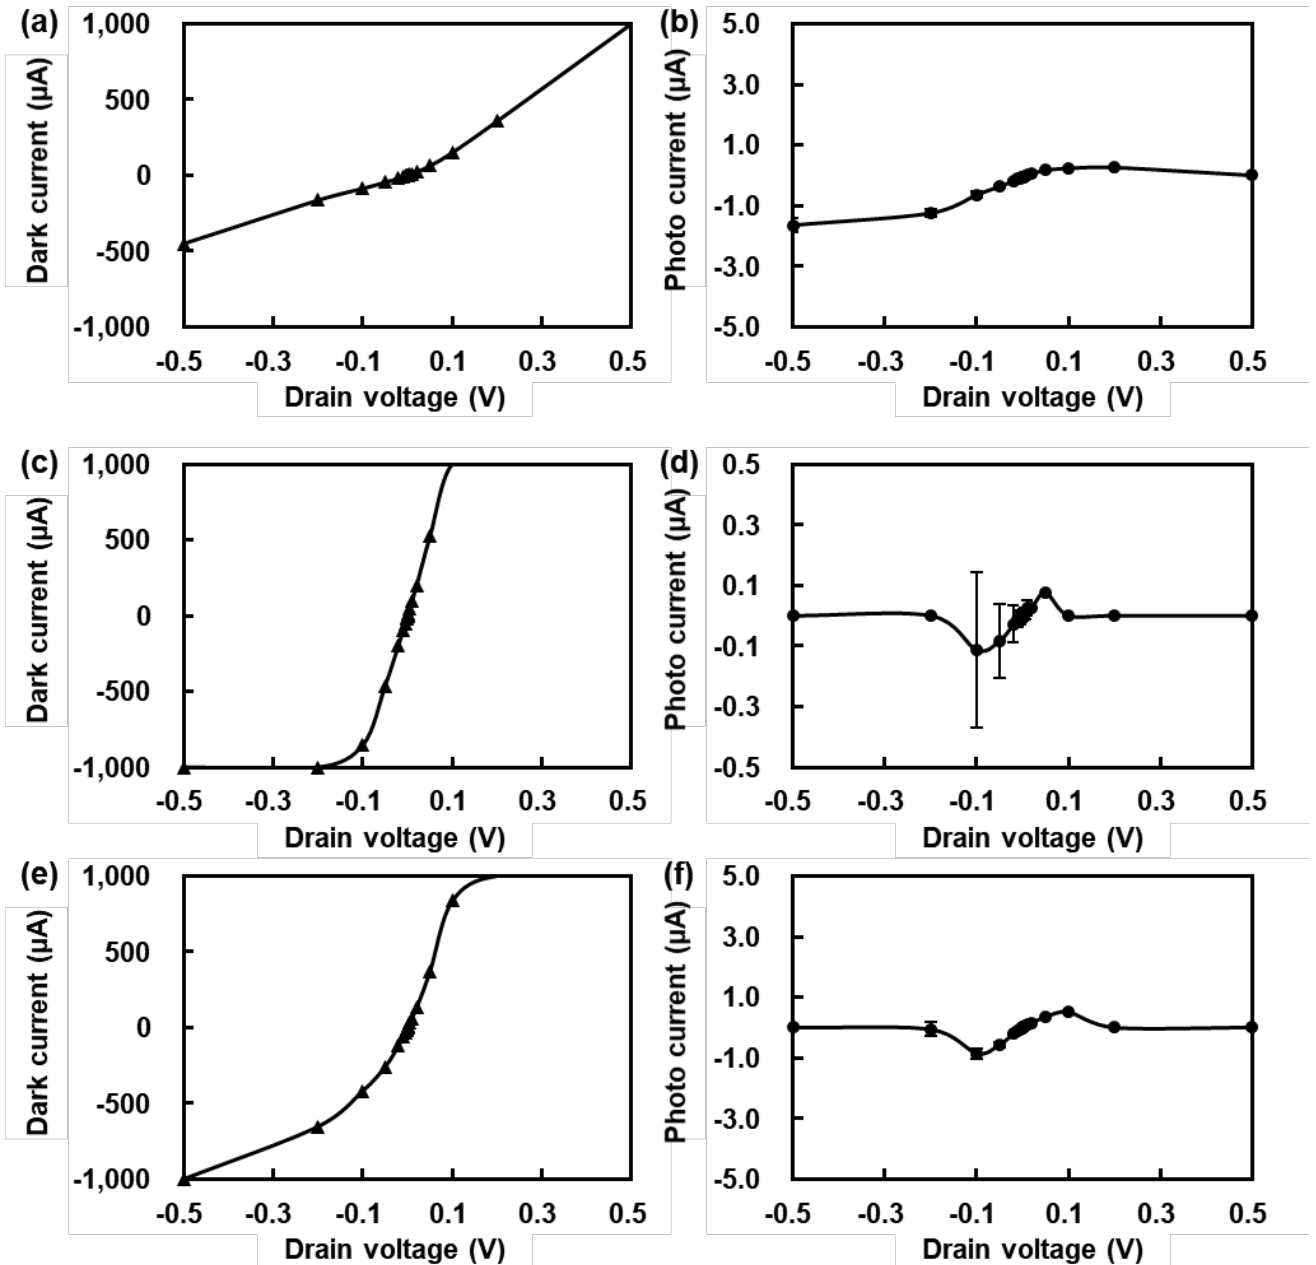 (a)
Dark current (µA)
1,000
500
0
-500
-1,000
-0.5 -0.3 -0.1 0.1 0.3 0.5
Drain voltage (V)
(b)
Photo current (µA)
5.0
3.0
1.0
-1.0
-3.0
-5.0
-0.5 -0.3 -0.1 0.1 0.3 0.5
Drain voltage (V)
(c)
Dark current (µA)
1,000
500
0
-500
-1,000
-0.5 -0.3 -0.1 0.1 0.3 0.5
Drain voltage (V)
(d)
Photo current (µA)
0.5
0.3
0.1
-0.1
-0.3
-0.5
-0.5 -0.3 -0.1 0.1 0.3 0.5
Drain voltage (V)
(e)
Dark current (µA)
1,000
500
0
-500
-1,000
-0.5 -0.3 -0.1 0.1 0.3 0.5
Drain voltage (V)
(f)
Photo current (µA)
5.0
3.0
1.0
-1.0
-3.0
-5.0
-0.5 -0.3 -0.1 0.1 0.3 0.5
Drain voltage (V)